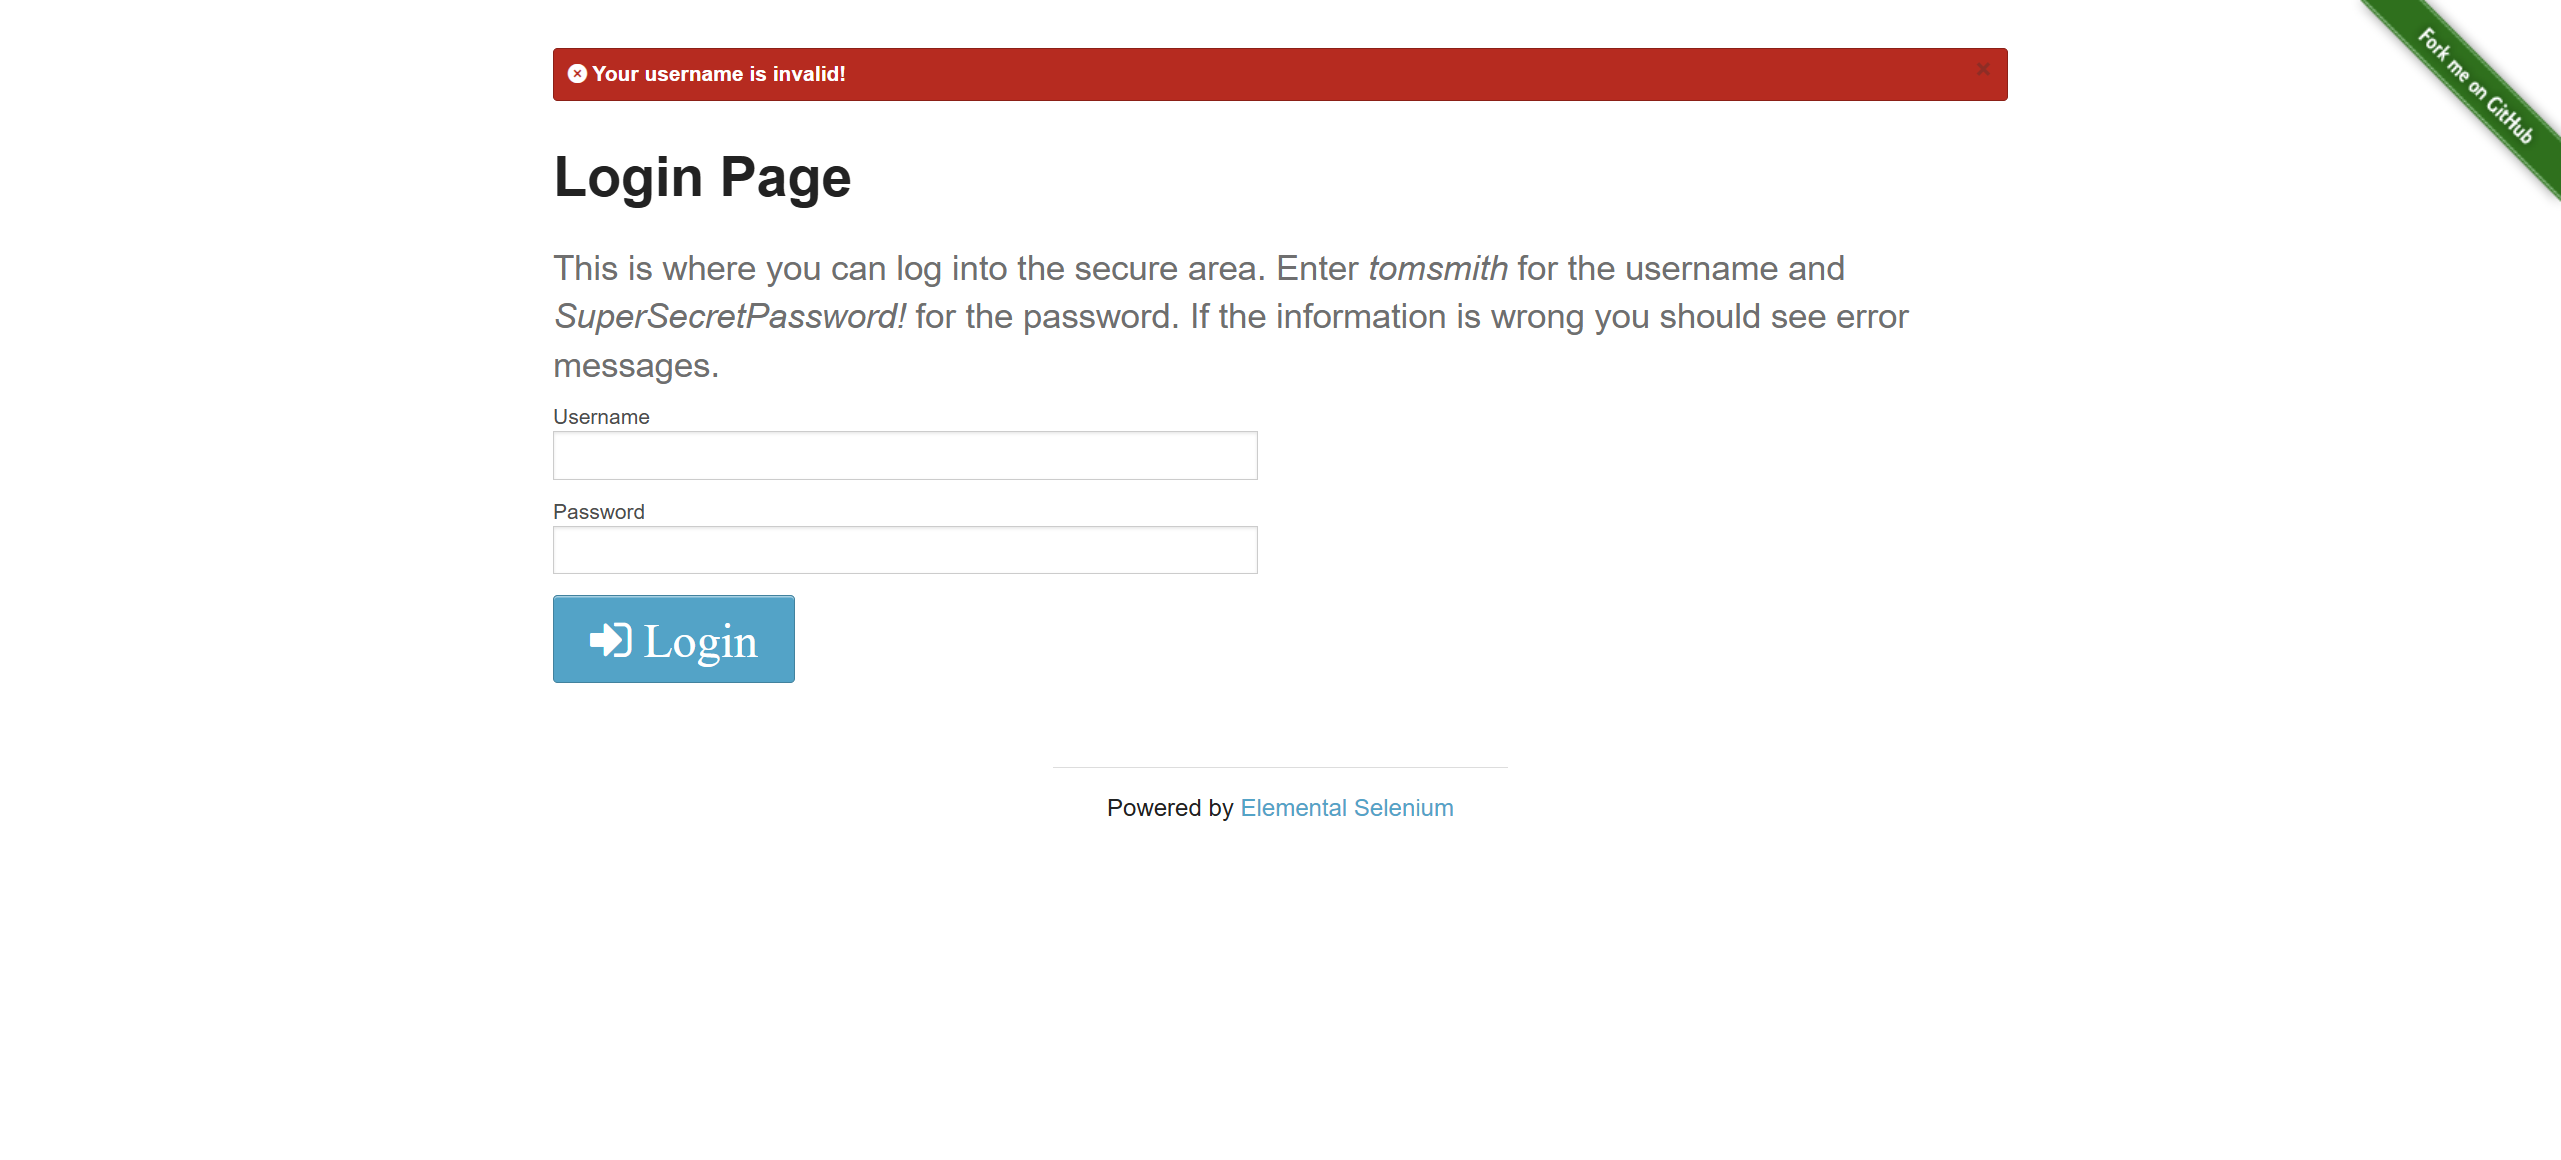 Fork me on GitHub
Your username is invalid!
Login Page
This is where you can log into the secure area. Enter tomsmith for the username and
SuperSecretPassword! for the password. If the information is wrong you should see error
messages.
Username
Password
Login
Powered by Elemental Selenium